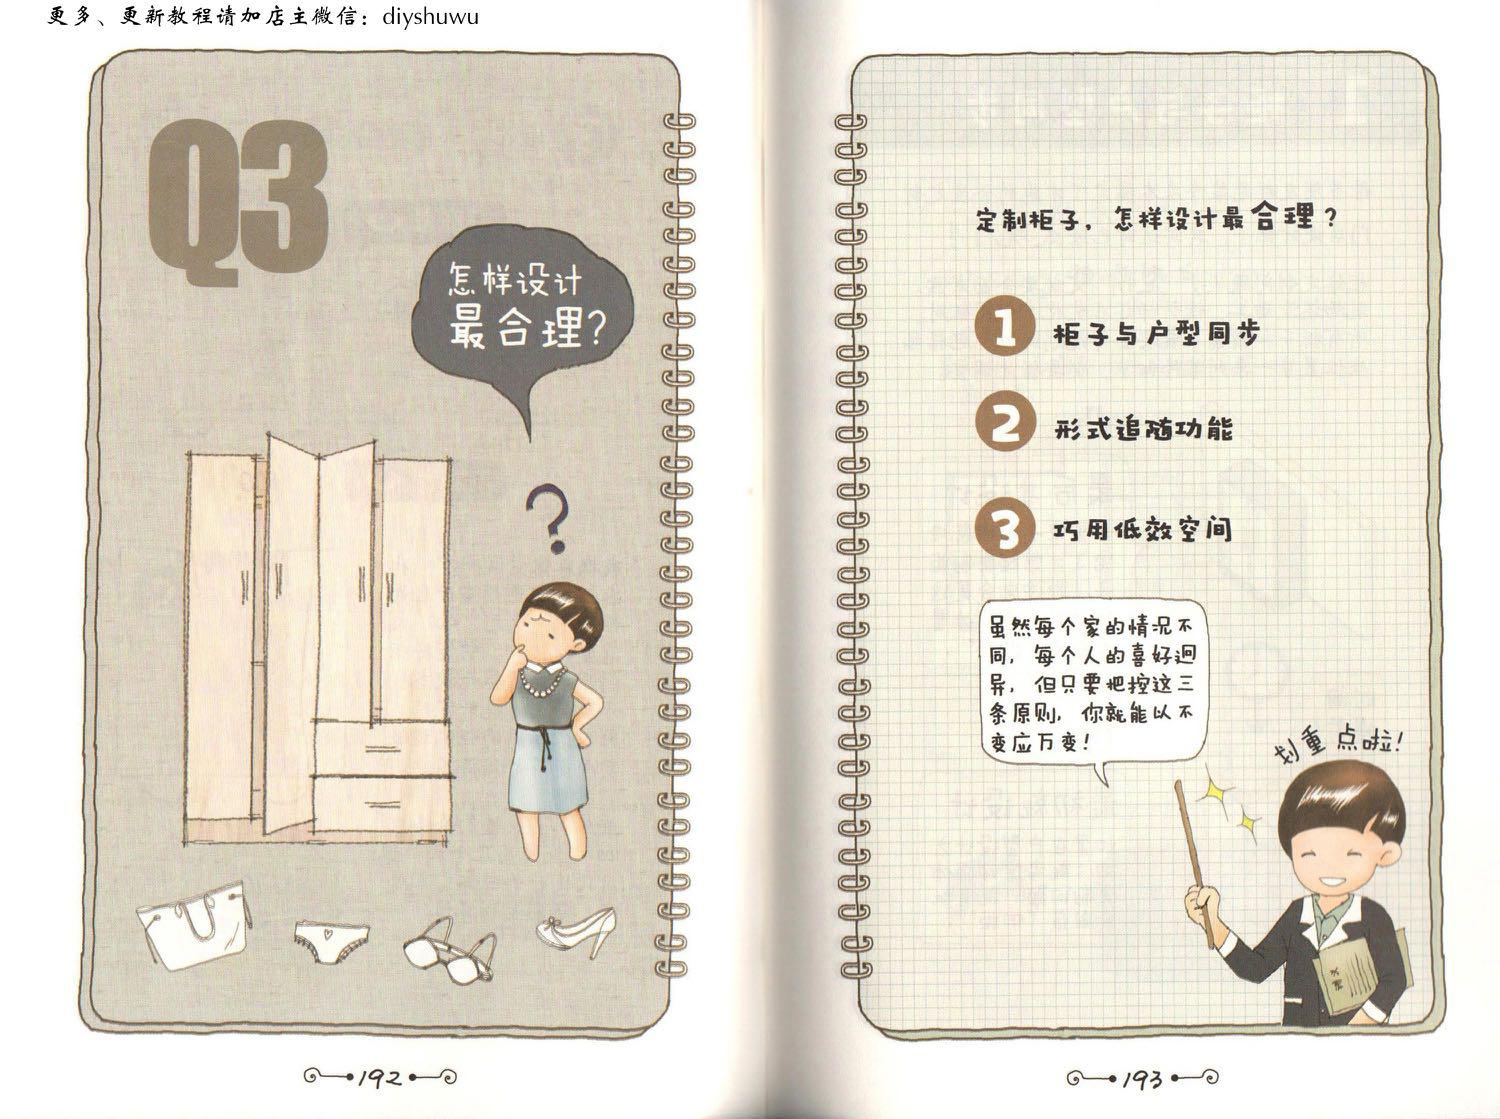 更多、更新教程请加店主微信：diyshuwu
Q3
怎样设计
最合理?
?
192
定制柜子，怎样设计最合理？
1 柜子与户型同步
2 形式追随功能
3 巧用低效空间
虽然每个家的情况不
同，每个人的喜好迥
异，但只要把控这三
条原则，你就能以不
变应万变！
划重点啦！
193